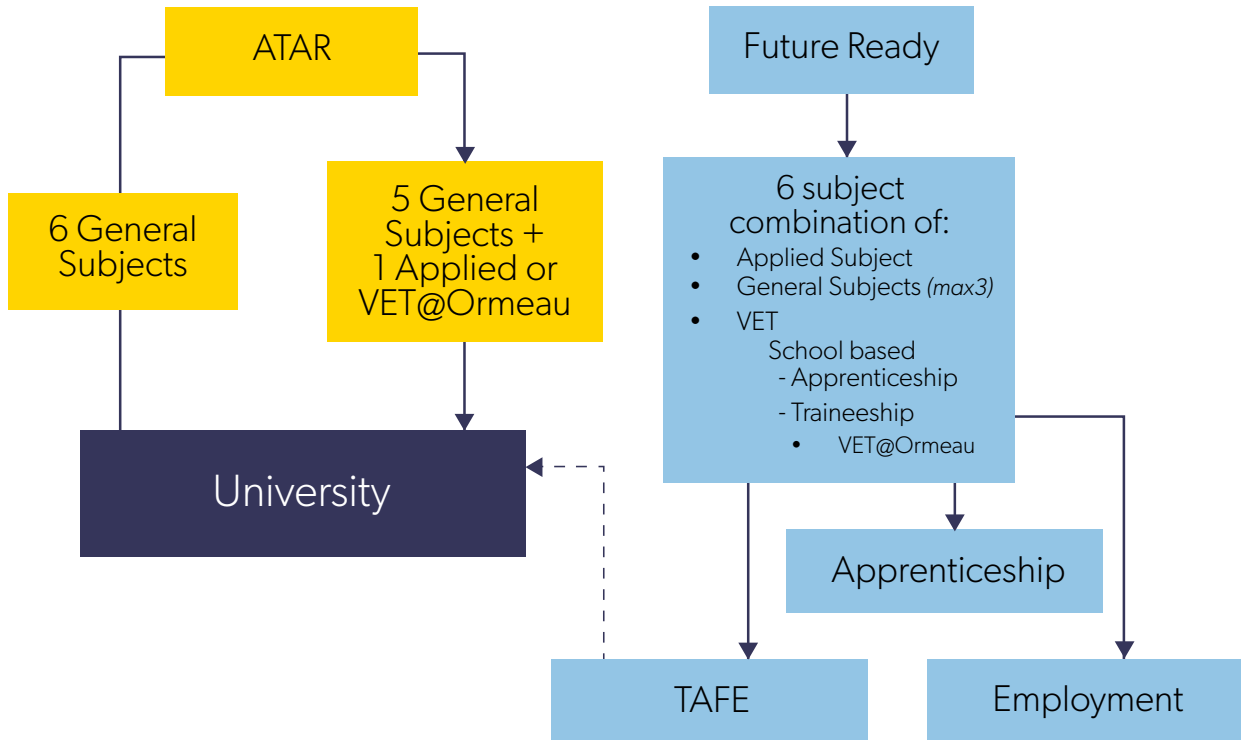 ATAR
6 General
Subjects
5 General
Subjects +
1 Applied or
VET@Ormeau
University
Future Ready
6 subject
combination of:
• Applied Subject
• General Subjects (max3)
• VET
School based
- Apprenticeship
- Traineeship
• VET@Ormeau
Apprenticeship
TAFE
Employment